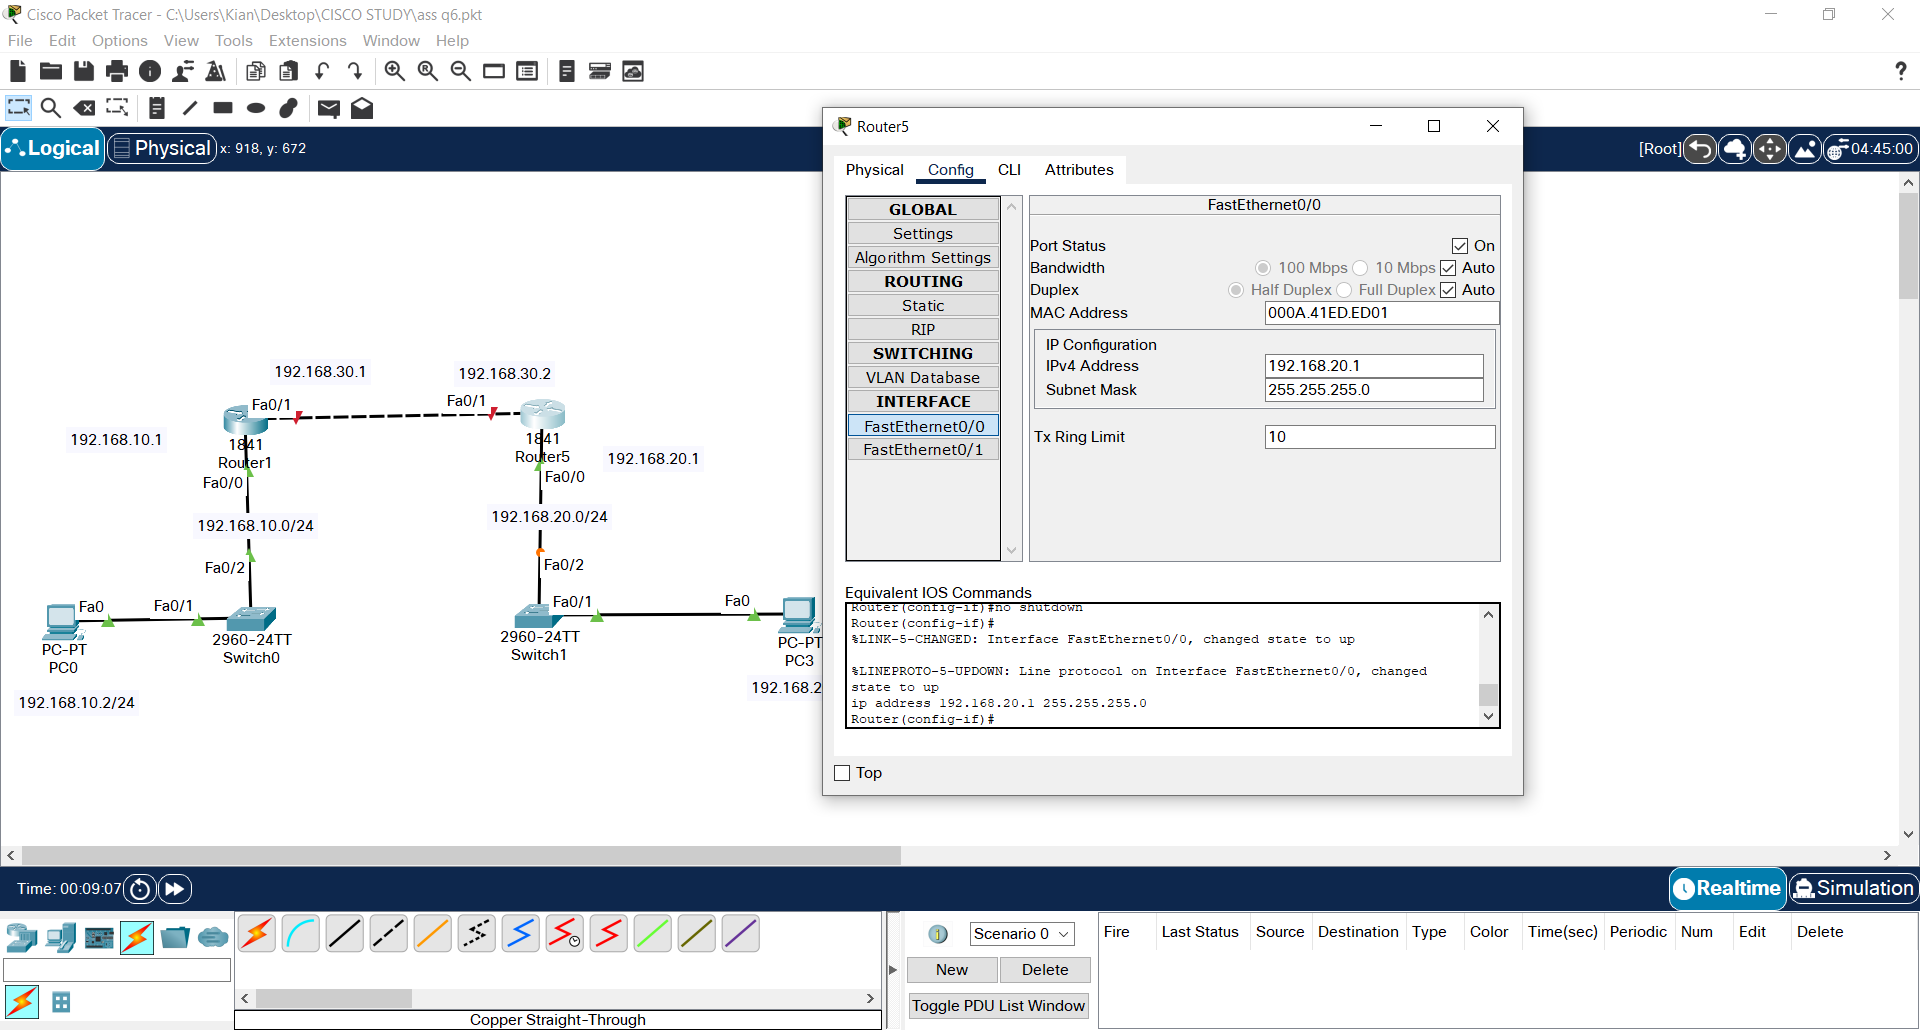 Cisco Packet Tracer - C:\Users\Kian\Desktop\CISCO STUDY\ass q6.pkt
File Edit Options View Tools Extensions Window Help
?
Logical Physical x: 918, y: 672
[Root] 04:45:00
Router5
Physical Config CLI Attributes
GLOBAL
Settings
Algorithm Settings
ROUTING
Static
RIP
SWITCHING
VLAN Database
INTERFACE
FastEthernet0/0
FastEthernet0/1
FastEthernet0/0
Port Status On
Bandwidth 100 Mbps 10 Mbps Auto
Duplex Half Duplex Full Duplex Auto
MAC Address 000A.41ED.ED01
IP Configuration
IPv4 Address 192.168.20.1
Subnet Mask 255.255.255.0
Tx Ring Limit 10
Equivalent IOS Commands
Router(config-if)#no shutdown
Router(config-if)#
%LINK-5-CHANGED: Interface FastEthernet0/0, changed state to up
%LINEPROTO-5-UPDOWN: Line protocol on Interface FastEthernet0/0, changed
state to up
ip address 192.168.20.1 255.255.255.0
Router(config-if)#
Top
192.168.30.1 192.168.30.2
Fa0/1 Fa0/1
192.168.10.1
1841
Router1
1841
Router5
192.168.20.1
Fa0/0 Fa0/0
192.168.10.0/24 192.168.20.0/24
Fa0/2 Fa0/2
Fa0 Fa0/1 Fa0/1 Fa0
PC-PT
PC0
2960-24TT
Switch0
2960-24TT
Switch1
PC-PT
PC3
192.168.10.2/24
192.168.2
Time: 00:09:07
Realtime Simulation
Scenario 0
New Delete
Toggle PDU List Window
Fire Last Status Source Destination Type Color Time(sec) Periodic Num Edit Delete
Copper Straight-Through